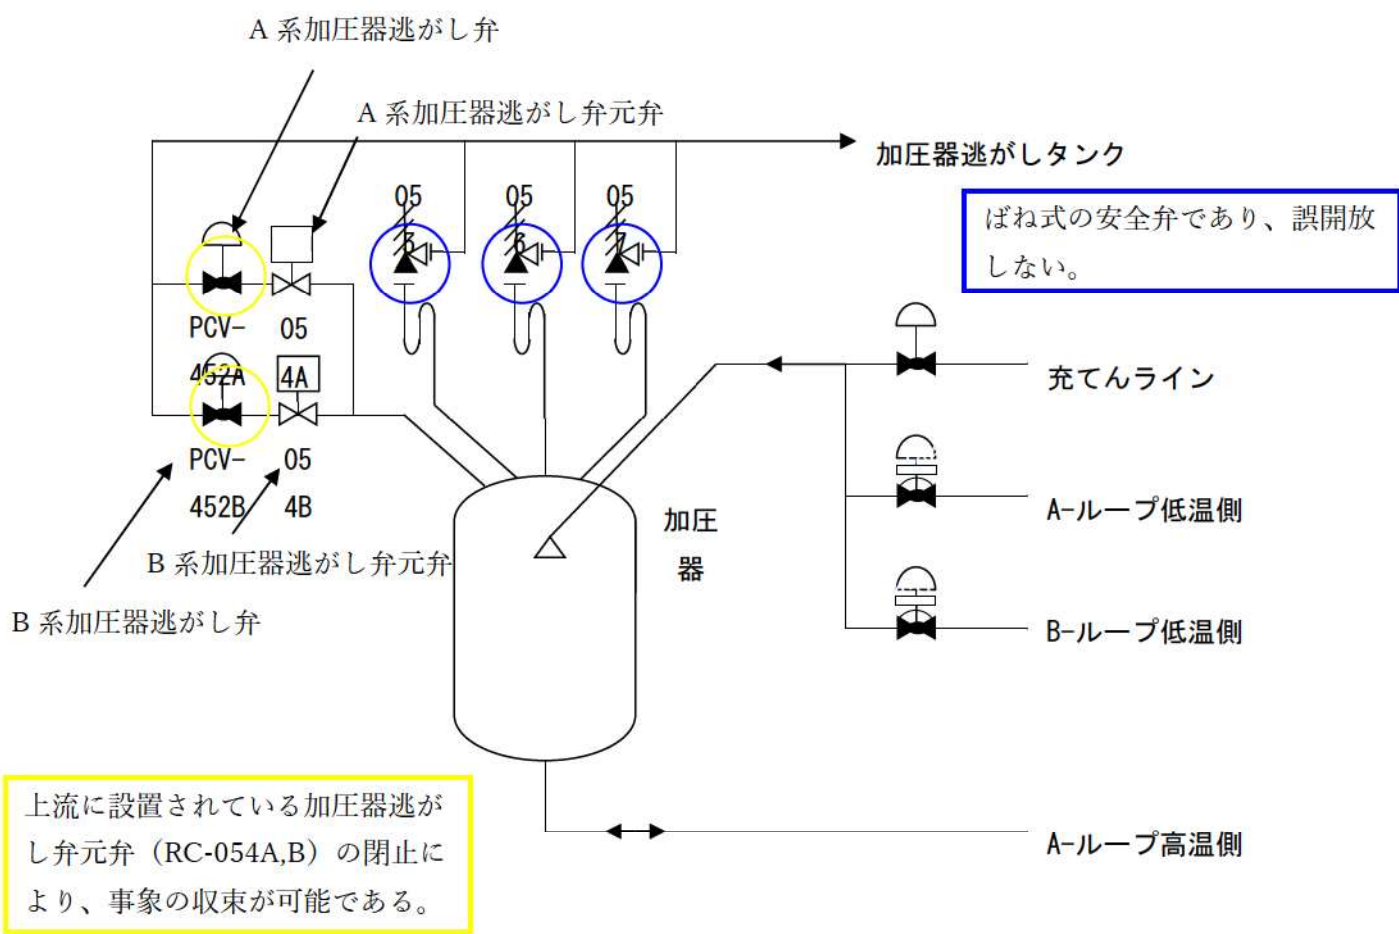 A 系加圧器逃がし弁
A 系加圧器逃がし弁元弁
加圧器逃がしタンク
ばね式の安全弁であり、誤開放
しない。
05
3
05
6
05
7
PCV-
452A
05
4A
PCV-
452B
05
4B
B 系加圧器逃がし弁元弁
B 系加圧器逃がし弁
加圧
器
充てんライン
A-ループ低温側
B-ループ低温側
A-ループ高温側
上流に設置されている加圧器逃が
し弁元弁（RC-054A,B）の閉止に
より、事象の収束が可能である。